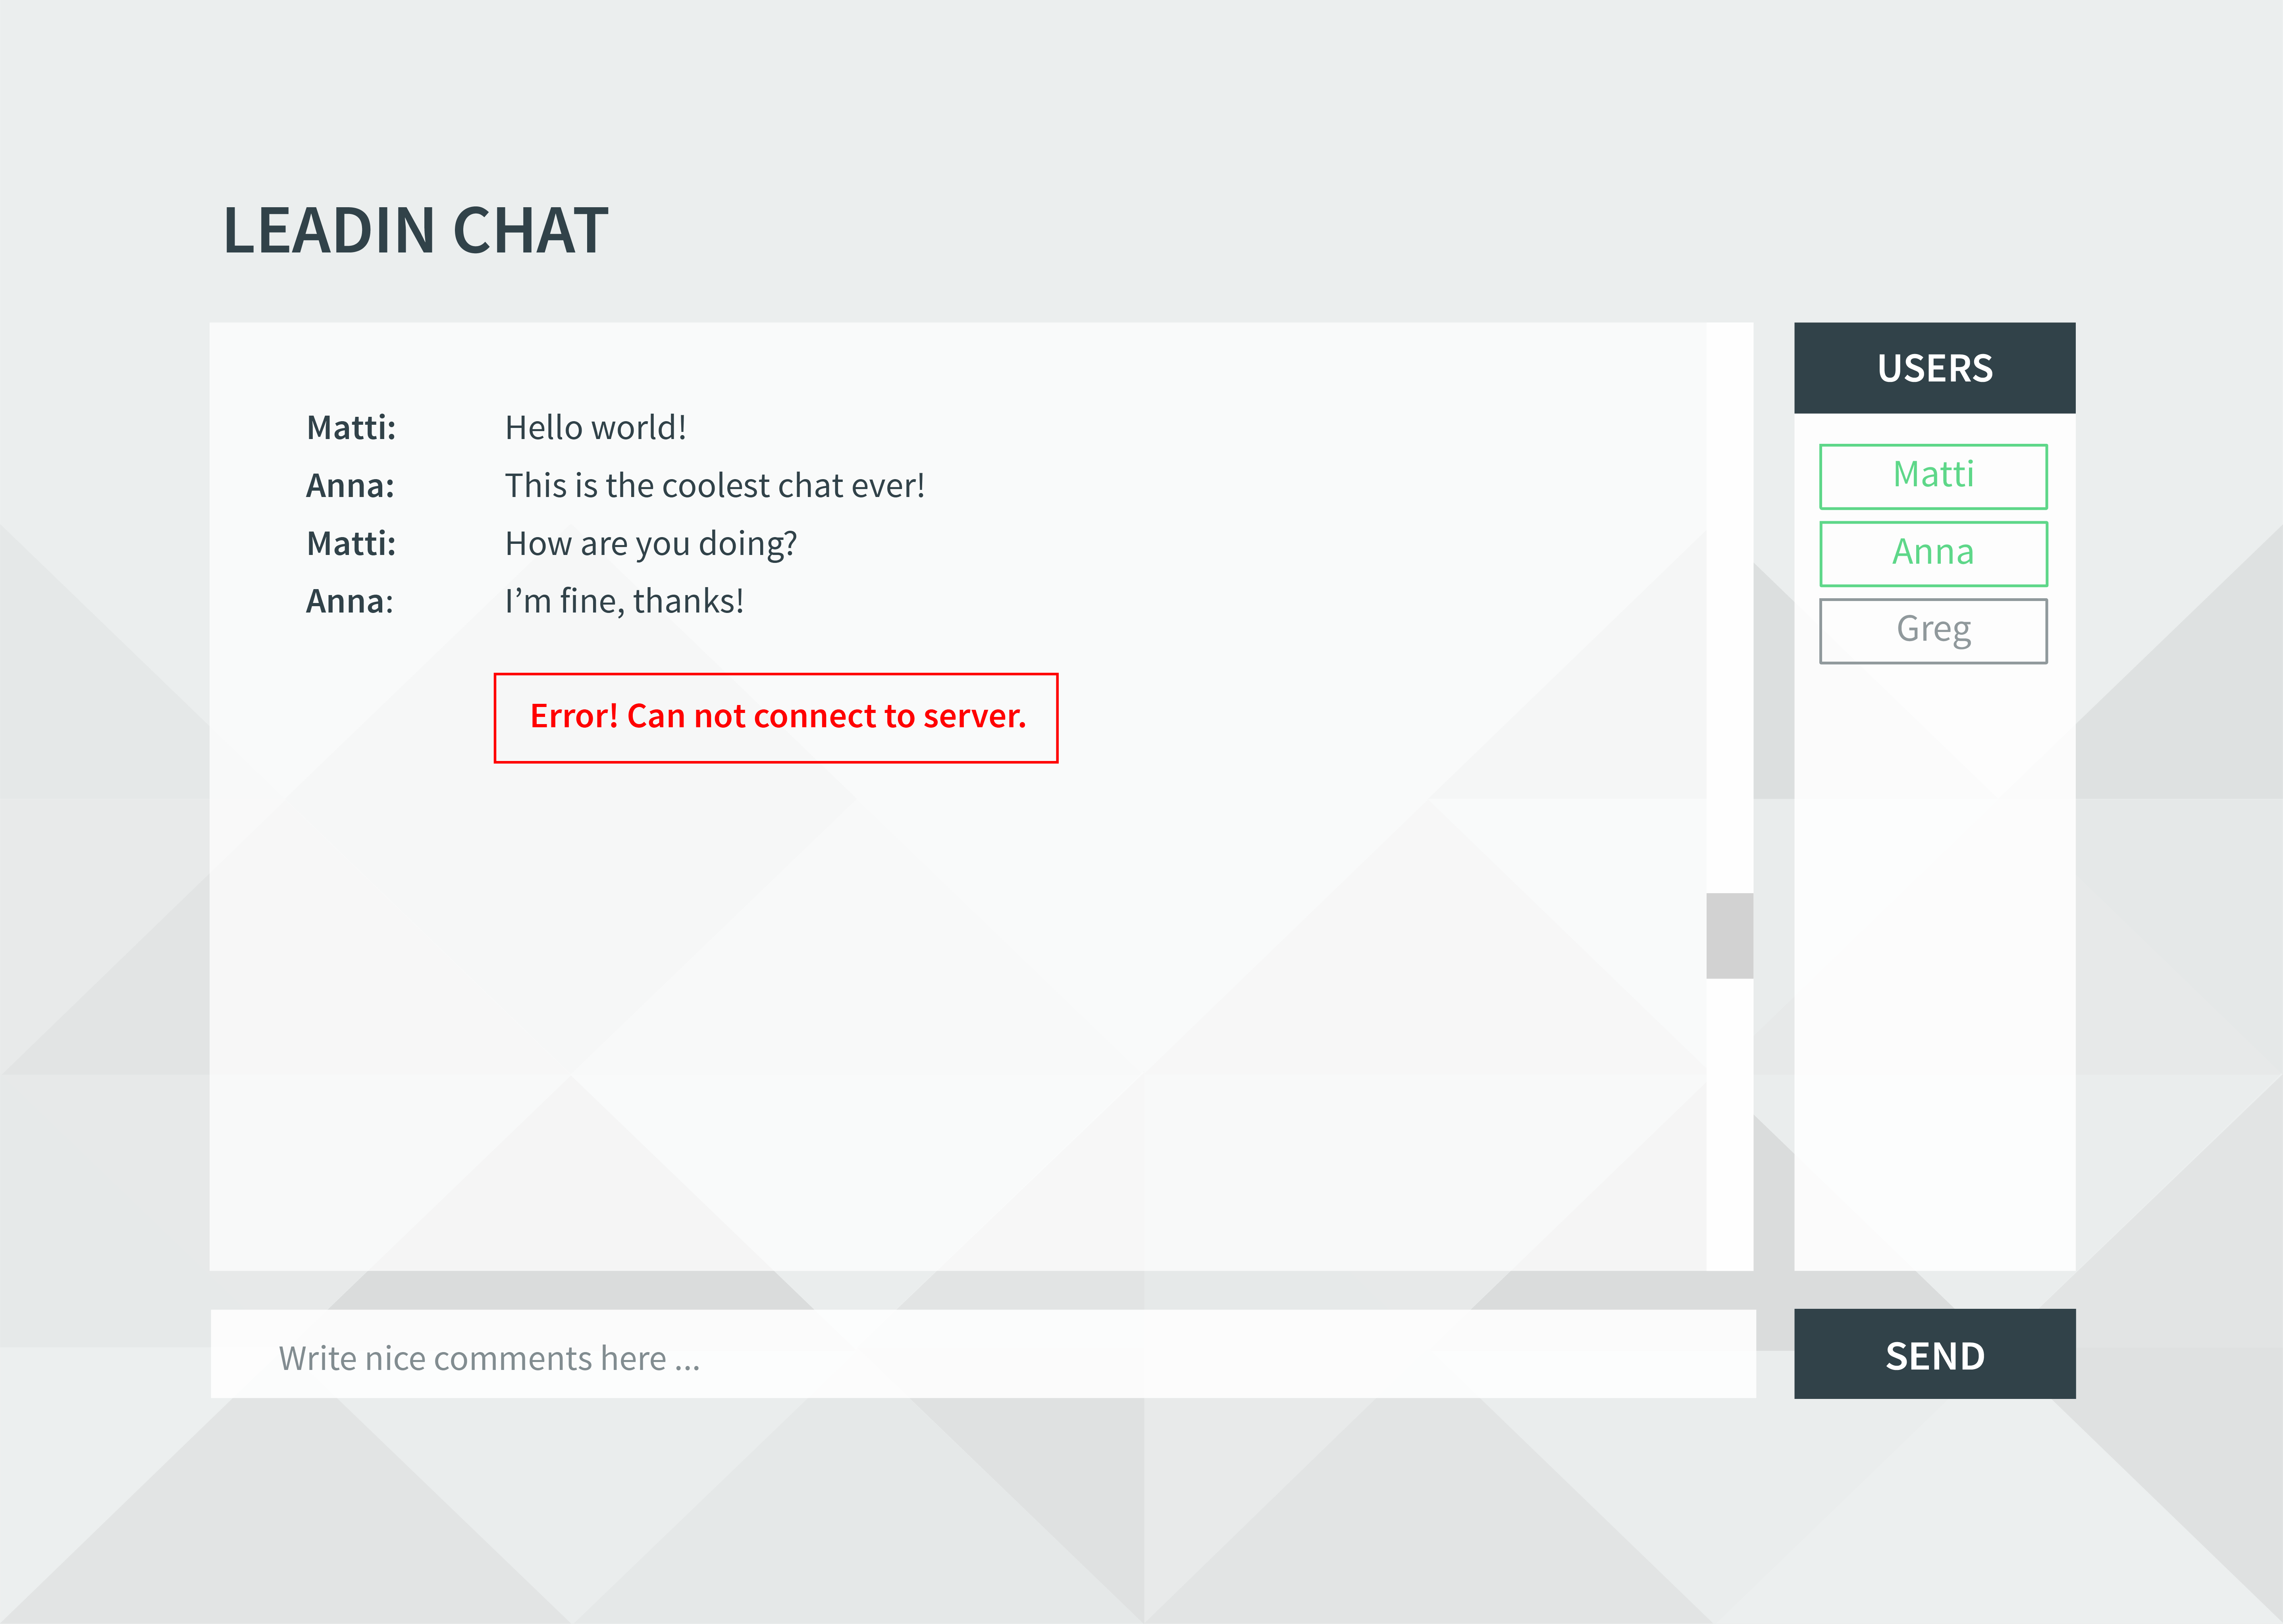 LEADIN CHAT
Matti: Hello world!
Anna: This is the coolest chat ever!
Matti: How are you doing?
Anna: I’m fine, thanks!
Error! Can not connect to server.
USERS
Matti
Anna
Greg
Write nice comments here ...
SEND